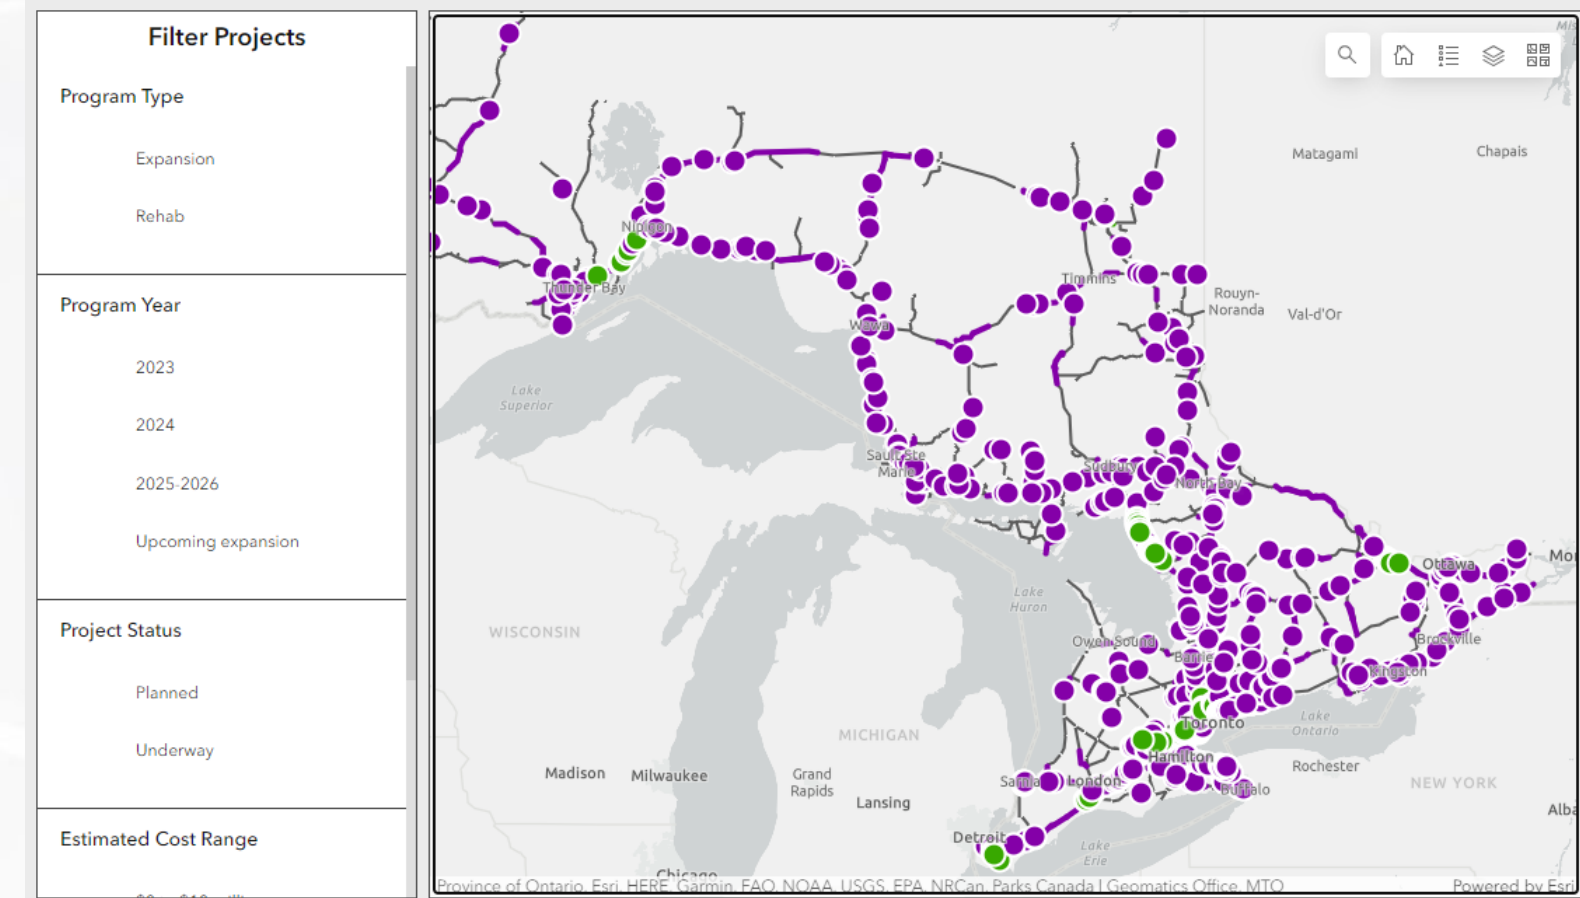 Filter Projects
Program Type
Expansion
Rehab
Program Year
2023
2024
2025-2026
Upcoming expansion
Project Status
Planned
Underway
Estimated Cost Range
Matagami
Chapais
Nipigon
Thunder Bay
Timmins
Rouyn-
Noranda
Val-d'Or
Wawa
Lake
Superior
Sault Ste
Marie
Sudbury
North Bay
Ottawa
Lake
Huron
WISCONSIN
Owen Sound
Barrie
Brockville
Kingston
Toronto
Lake
Ontario
MICHIGAN
Hamilton
Rochester
Madison
Milwaukee
Grand
Rapids
Lansing
Sarnia
London
Buffalo
NEW YORK
Alba
Detroit
Lake
Erie
Chicago
Province of Ontario, Esri, HERE, Garmin, FAO, NOAA, USGS, EPA, NRCan, Parks Canada | Geomatics Office, MTO
Powered by Esri